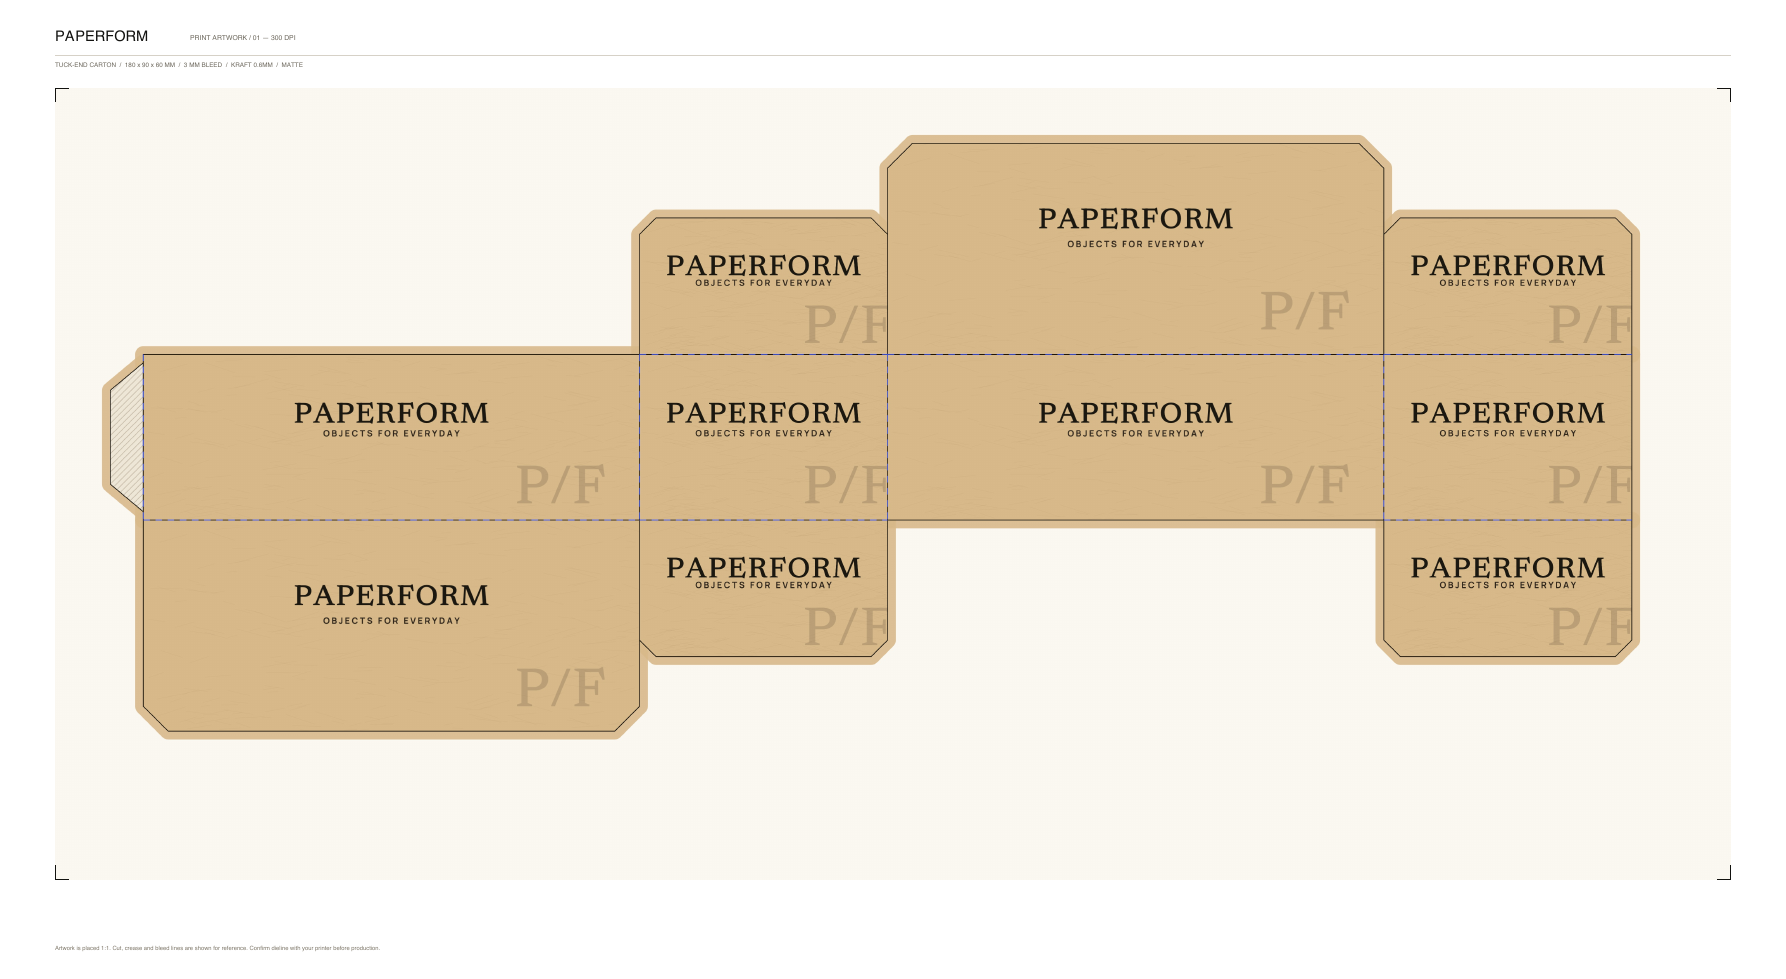 PAPERFORM
PRINT ARTWORK / 01 — 300 DPI
TUCK-END CARTON / 180 x 90 x 60 MM / 3 MM BLEED / KRAFT 0.6MM / MATTE
PAPERFORM
OBJECTS FOR EVERYDAY
P/F
PAPERFORM
OBJECTS FOR EVERYDAY
P/F
PAPERFORM
OBJECTS FOR EVERYDAY
P/F
PAPERFORM
OBJECTS FOR EVERYDAY
P/F
PAPERFORM
OBJECTS FOR EVERYDAY
P/F
PAPERFORM
OBJECTS FOR EVERYDAY
P/F
PAPERFORM
OBJECTS FOR EVERYDAY
P/F
PAPERFORM
OBJECTS FOR EVERYDAY
P/F
PAPERFORM
OBJECTS FOR EVERYDAY
P/F
PAPERFORM
OBJECTS FOR EVERYDAY
P/F
Artwork is placed 1:1. Cut, crease and bleed lines are shown for reference. Confirm dieline with your printer before production.